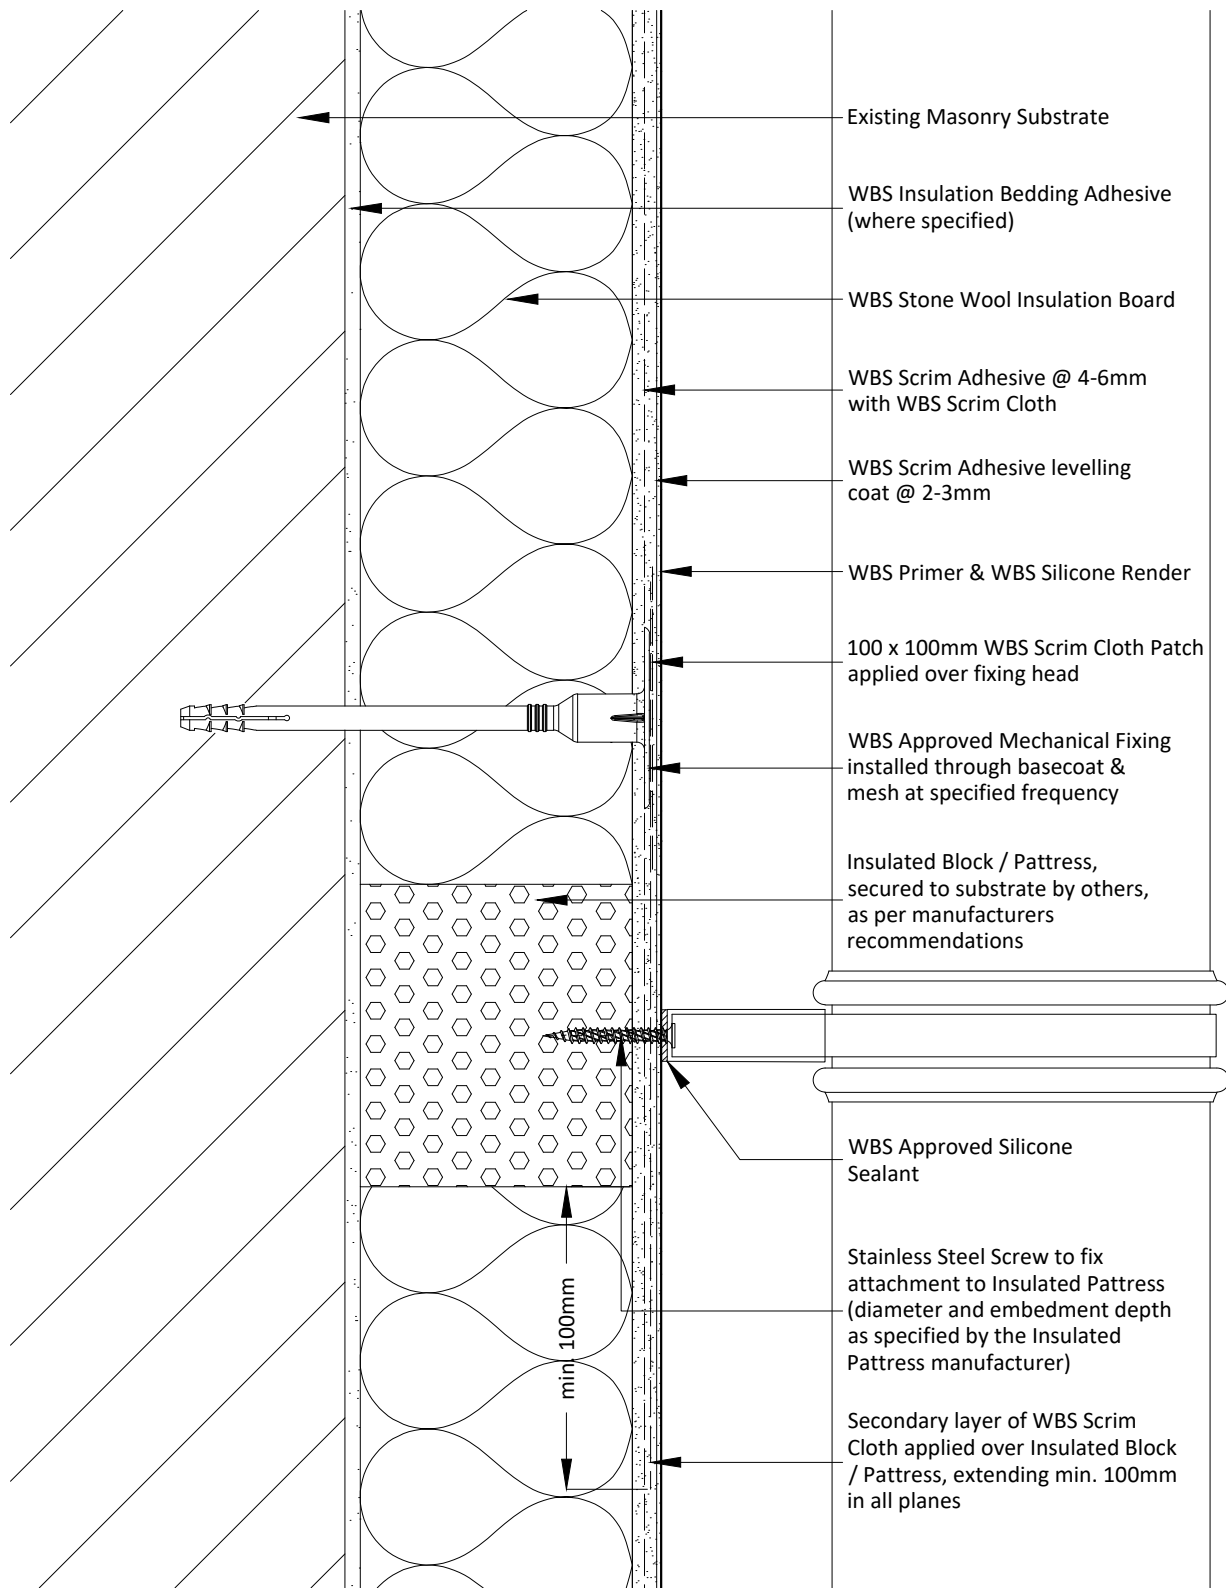 Existing Masonry Substrate
WBS Insulation Bedding Adhesive
(where specified)
WBS Stone Wool Insulation Board
WBS Scrim Adhesive @ 4-6mm
with WBS Scrim Cloth
WBS Scrim Adhesive levelling
coat @ 2-3mm
WBS Primer & WBS Silicone Render
100 x 100mm WBS Scrim Cloth Patch
applied over fixing head
WBS Approved Mechanical Fixing
installed through basecoat &
mesh at specified frequency
Insulated Block / Pattress,
secured to substrate by others,
as per manufacturers
recommendations
WBS Approved Silicone
Sealant
Stainless Steel Screw to fix
attachment to Insulated Pattress
(diameter and embedment depth
as specified by the Insulated
Pattress manufacturer)
min. 100mm
Secondary layer of WBS Scrim
Cloth applied over Insulated Block
/ Pattress, extending min. 100mm
in all planes